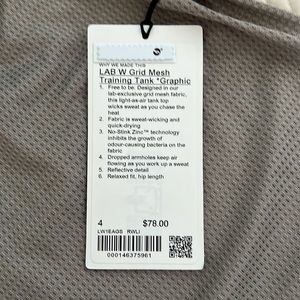 WHY WE MADE THIS
LAB W Grid Mesh
Training Tank *Graphic
1. Free to be. Designed in our
lab-exclusive grid mesh fabric,
this light-as-air tank top
wicks sweat as you chase the
heat
2. Fabric is sweat-wicking and
quick-drying
3. No-Stink Zinc™ technology
inhibits the growth of
odour-causing bacteria on the
fabric
4. Dropped armholes keep air
flowing as you work up a sweat
5. Reflective detail
6. Relaxed fit, hip length
4 $78.00
LW1EAGS RWLI
000146375961